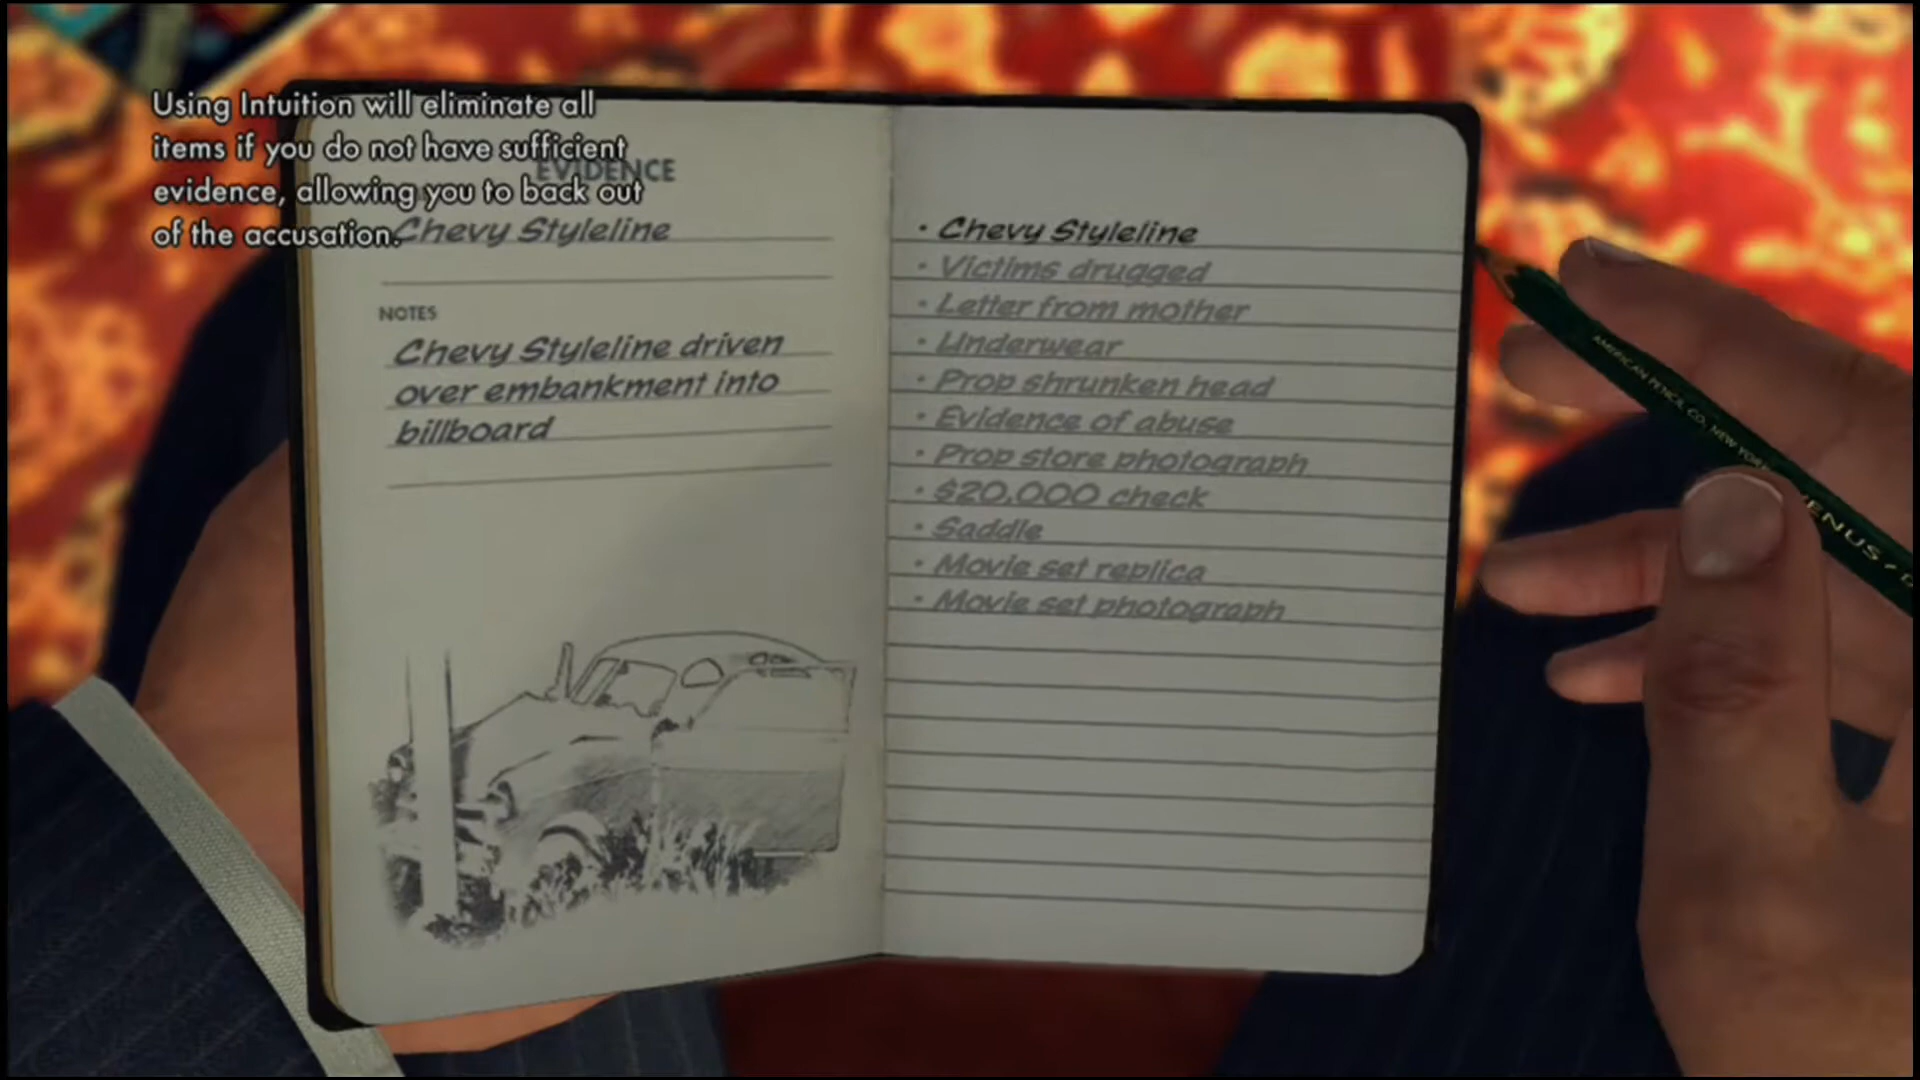 Using Intuition will eliminate all
items if you do not have sufficient
evidence, allowing you to back out
of the accusation.
EVIDENCE
Chevy Styleline
NOTES
Chevy Styleline driven
over embankment into
billboard
• Chevy Styleline
• Victims drugged
• Letter from mother
• Underwear
• Prop shrunken head
• Evidence of abuse
• Prop store photograph
• $20,000 check
• Saddle
• Movie set replica
• Movie set photograph
AMERICAN PENCIL CO. NEW YORK
VENUS